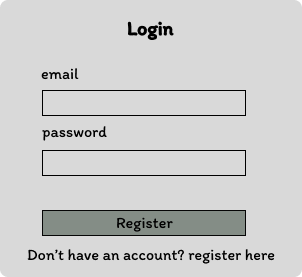 Login
email
password
Register
Don't have an account? register here